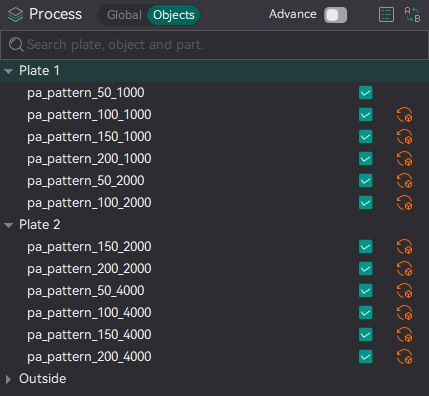 Process Global Objects Advance
Search plate, object and part.
Plate 1
pa_pattern_50_1000
pa_pattern_100_1000
pa_pattern_150_1000
pa_pattern_200_1000
pa_pattern_50_2000
pa_pattern_100_2000
Plate 2
pa_pattern_150_2000
pa_pattern_200_2000
pa_pattern_50_4000
pa_pattern_100_4000
pa_pattern_150_4000
pa_pattern_200_4000
Outside